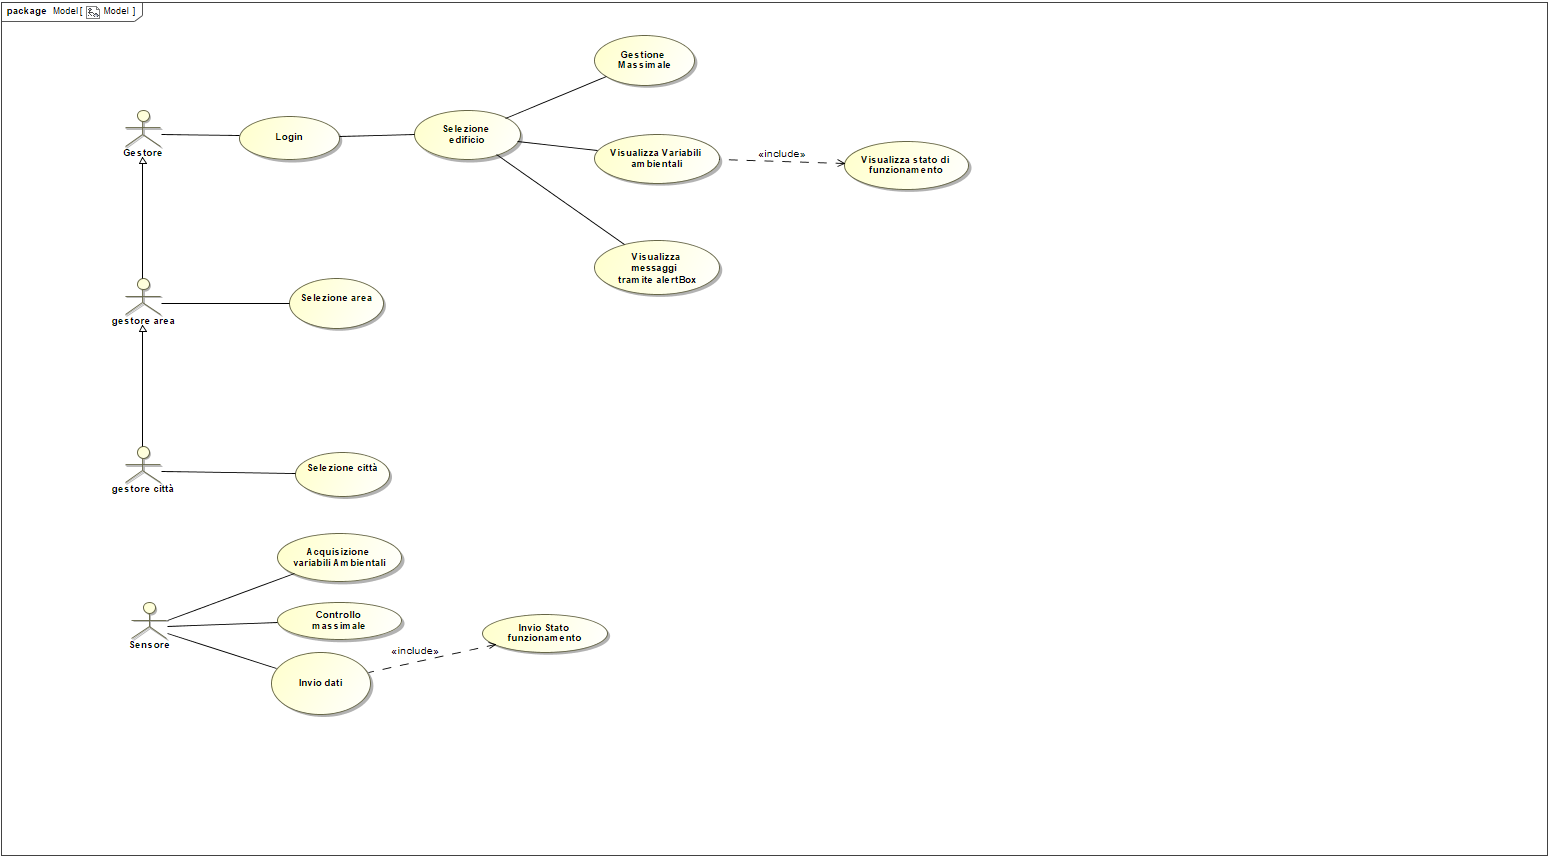 package Model [ Model ]
Gestione
Massimale
Gestore
Login
Selezione
edificio
Visualizza Variabili
ambientali
«include»
Visualizza stato di
funzionamento
Visualizza
messaggi
tramite alertBox
gestore area
Selezione area
gestore città
Selezione città
Acquisizione
variabili Ambientali
Sensore
Controllo
massimale
Invio dati
«include»
Invio Stato
funzionamento